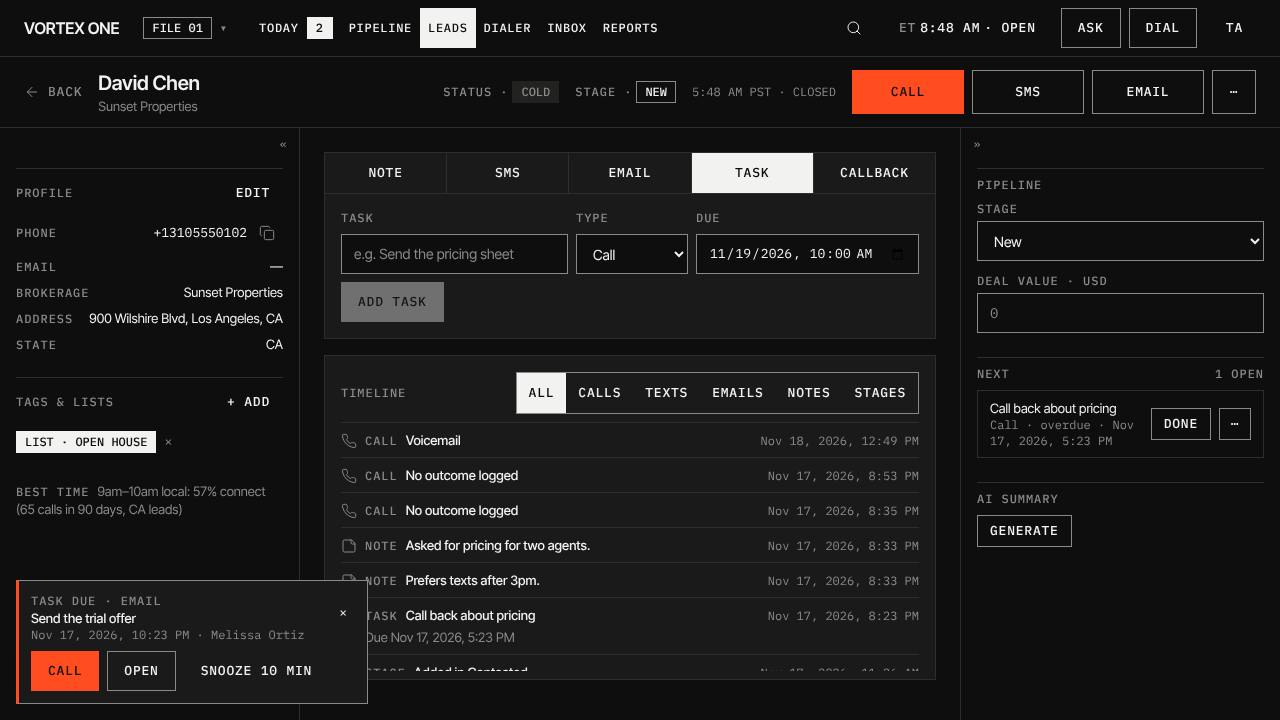 VORTEX ONE
FILE 01 ▾
TODAY 2
PIPELINE
LEADS
DIALER
INBOX
REPORTS
ET 8:48 AM · OPEN
ASK
DIAL
TA
← BACK
David Chen
Sunset Properties
STATUS · COLD
STAGE · NEW
5:48 AM PST · CLOSED
CALL
SMS
EMAIL
⋯
«
PROFILE
EDIT
PHONE +13105550102
EMAIL —
BROKERAGE Sunset Properties
ADDRESS 900 Wilshire Blvd, Los Angeles, CA
STATE CA
TAGS & LISTS
+ ADD
LIST · OPEN HOUSE ×
BEST TIME 9am–10am local: 57% connect
(65 calls in 90 days, CA leads)
TASK DUE · EMAIL
×
Send the trial offer
Nov 17, 2026, 10:23 PM · Melissa Ortiz
CALL
OPEN
SNOOZE 10 MIN
NOTE
SMS
EMAIL
TASK
CALLBACK
TASK
TYPE
DUE
e.g. Send the pricing sheet
Call
11/19/2026, 10:00 AM
ADD TASK
TIMELINE
ALL
CALLS
TEXTS
EMAILS
NOTES
STAGES
CALL Voicemail Nov 18, 2026, 12:49 PM
CALL No outcome logged Nov 17, 2026, 8:53 PM
CALL No outcome logged Nov 17, 2026, 8:35 PM
NOTE Asked for pricing for two agents. Nov 17, 2026, 8:33 PM
NOTE Prefers texts after 3pm. Nov 17, 2026, 8:33 PM
TASK Call back about pricing Nov 17, 2026, 8:23 PM
Due Nov 17, 2026, 5:23 PM
»
PIPELINE
STAGE
New
DEAL VALUE · USD
0
NEXT
1 OPEN
Call back about pricing
Call · overdue · Nov
17, 2026, 5:23 PM
DONE
⋯
AI SUMMARY
GENERATE